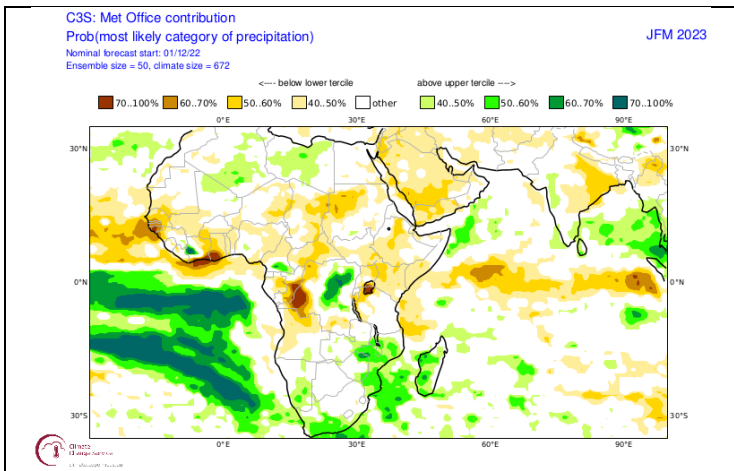 C3S: Met Office contribution
Prob(most likely category of precipitation)
JFM 2023
Nominal forecast start: 01/12/22
Ensemble size = 50, climate size = 672
<---- below lower tercile
above upper tercile ---->
70..100% 60..70% 50..60% 40..50% other 40..50% 50..60% 60..70% 70..100%
0°E 30°E 60°E 90°E
30°N 30°N
0°N 0°N
30°S 30°S
0°E 30°E 60°E 90°E
Climate
Change Service